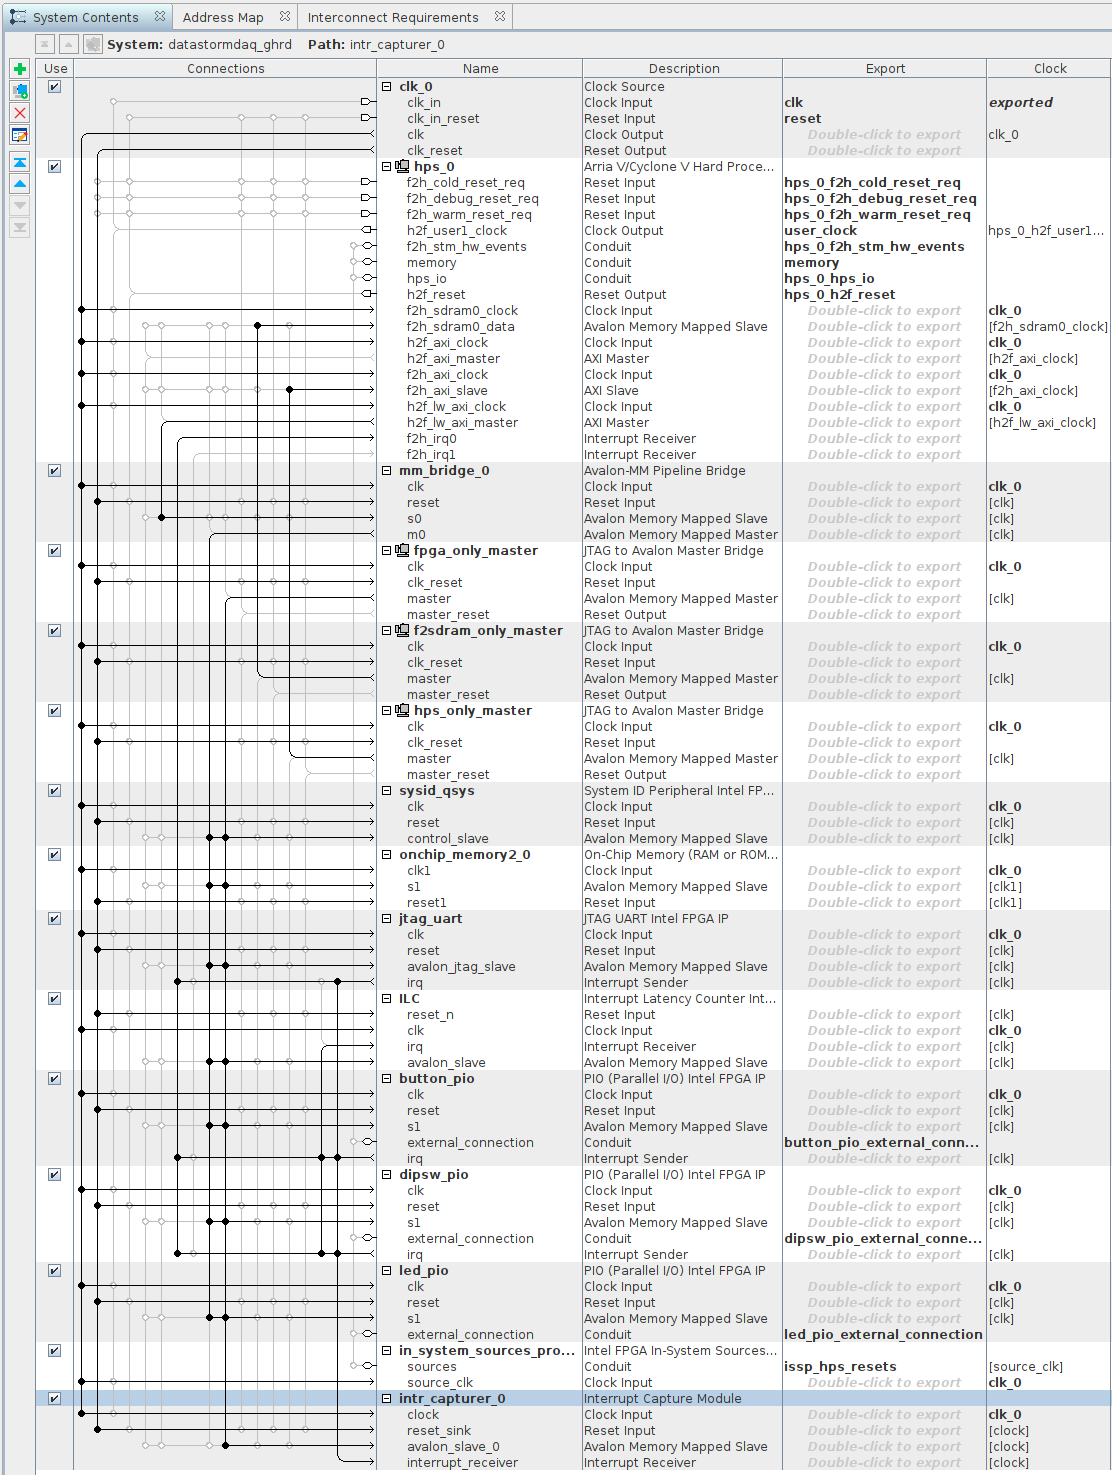 System Contents Address Map Interconnect Requirements
System: datastormdaq_ghrd Path: intr_capturer_0
Use Connections Name Description Export Clock
clk_0 Clock Source
clk_in Clock Input clk exported
clk_in_reset Reset Input reset
clk Clock Output Double-click to export clk_0
clk_reset Reset Output Double-click to export
hps_0 Arria V/Cyclone V Hard Proce...
f2h_cold_reset_req Reset Input hps_0_f2h_cold_reset_req
f2h_debug_reset_req Reset Input hps_0_f2h_debug_reset_req
f2h_warm_reset_req Reset Input hps_0_f2h_warm_reset_req
h2f_user1_clock Clock Output user_clock hps_0_h2f_user1...
f2h_stm_hw_events Conduit hps_0_f2h_stm_hw_events
memory Conduit memory
hps_io Conduit hps_0_hps_io
h2f_reset Reset Output hps_0_h2f_reset
f2h_sdram0_clock Clock Input Double-click to export clk_0
f2h_sdram0_data Avalon Memory Mapped Slave Double-click to export [f2h_sdram0_clock]
h2f_axi_clock Clock Input Double-click to export clk_0
h2f_axi_master AXI Master Double-click to export [h2f_axi_clock]
f2h_axi_clock Clock Input Double-click to export clk_0
f2h_axi_slave AXI Slave Double-click to export [f2h_axi_clock]
h2f_lw_axi_clock Clock Input Double-click to export clk_0
h2f_lw_axi_master AXI Master Double-click to export [h2f_lw_axi_clock]
f2h_irq0 Interrupt Receiver Double-click to export
f2h_irq1 Interrupt Receiver Double-click to export
mm_bridge_0 Avalon-MM Pipeline Bridge
clk Clock Input Double-click to export clk_0
reset Reset Input Double-click to export [clk]
s0 Avalon Memory Mapped Slave Double-click to export [clk]
m0 Avalon Memory Mapped Master Double-click to export [clk]
fpga_only_master JTAG to Avalon Master Bridge
clk Clock Input Double-click to export clk_0
clk_reset Reset Input Double-click to export
master Avalon Memory Mapped Master Double-click to export [clk]
master_reset Reset Output Double-click to export
f2sdram_only_master JTAG to Avalon Master Bridge
clk Clock Input Double-click to export clk_0
clk_reset Reset Input Double-click to export
master Avalon Memory Mapped Master Double-click to export [clk]
master_reset Reset Output Double-click to export
hps_only_master JTAG to Avalon Master Bridge
clk Clock Input Double-click to export clk_0
clk_reset Reset Input Double-click to export
master Avalon Memory Mapped Master Double-click to export [clk]
master_reset Reset Output Double-click to export
sysid_qsys System ID Peripheral Intel FP...
clk Clock Input Double-click to export clk_0
reset Reset Input Double-click to export [clk]
control_slave Avalon Memory Mapped Slave Double-click to export [clk]
onchip_memory2_0 On-Chip Memory (RAM or ROM...
clk1 Clock Input Double-click to export clk_0
s1 Avalon Memory Mapped Slave Double-click to export [clk1]
reset1 Reset Input Double-click to export [clk1]
jtag_uart JTAG UART Intel FPGA IP
clk Clock Input Double-click to export clk_0
reset Reset Input Double-click to export [clk]
avalon_jtag_slave Avalon Memory Mapped Slave Double-click to export [clk]
irq Interrupt Sender Double-click to export [clk]
ILC Interrupt Latency Counter Int...
reset_n Reset Input Double-click to export [clk]
clk Clock Input Double-click to export clk_0
irq Interrupt Receiver Double-click to export [clk]
avalon_slave Avalon Memory Mapped Slave Double-click to export [clk]
button_pio PIO (Parallel I/O) Intel FPGA IP
clk Clock Input Double-click to export clk_0
reset Reset Input Double-click to export [clk]
s1 Avalon Memory Mapped Slave Double-click to export [clk]
external_connection Conduit button_pio_external_conn...
irq Interrupt Sender Double-click to export [clk]
dipsw_pio PIO (Parallel I/O) Intel FPGA IP
clk Clock Input Double-click to export clk_0
reset Reset Input Double-click to export [clk]
s1 Avalon Memory Mapped Slave Double-click to export [clk]
external_connection Conduit dipsw_pio_external_conne...
irq Interrupt Sender Double-click to export [clk]
led_pio PIO (Parallel I/O) Intel FPGA IP
clk Clock Input Double-click to export clk_0
reset Reset Input Double-click to export [clk]
s1 Avalon Memory Mapped Slave Double-click to export [clk]
external_connection Conduit led_pio_external_connection
in_system_sources_pro... Intel FPGA In-System Sources...
sources Conduit issp_hps_resets [source_clk]
source_clk Clock Input Double-click to export clk_0
intr_capturer_0 Interrupt Capture Module
clock Clock Input Double-click to export clk_0
reset_sink Reset Input Double-click to export [clock]
avalon_slave_0 Avalon Memory Mapped Slave Double-click to export [clock]
interrupt_receiver Interrupt Receiver Double-click to export [clock]